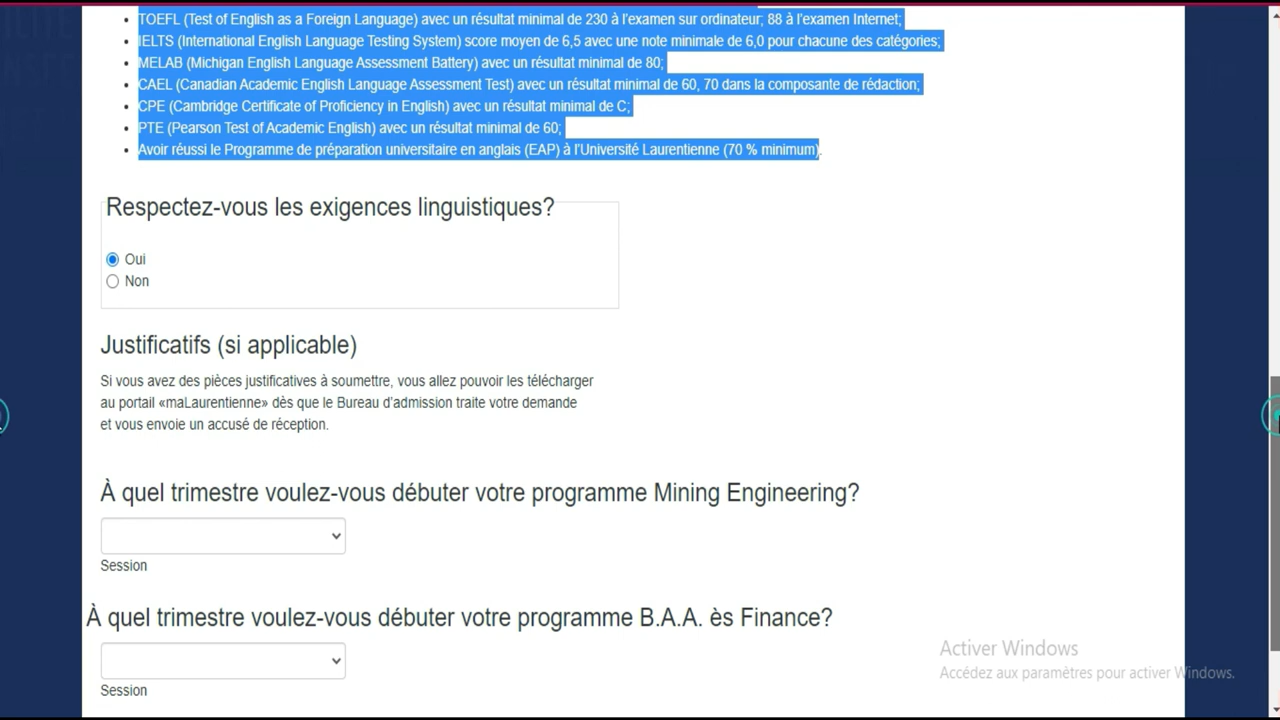 TOEFL (Test of English as a Foreign Language) avec un résultat minimal de 230 à l'examen sur ordinateur; 88 à l'examen Internet;
IELTS (International English Language Testing System) score moyen de 6,5 avec une note minimale de 6,0 pour chacune des catégories;
MELAB (Michigan English Language Assessment Battery) avec un résultat minimal de 80;
CAEL (Canadian Academic English Language Assessment Test) avec un résultat minimal de 60, 70 dans la composante de rédaction;
CPE (Cambridge Certificate of Proficiency in English) avec un résultat minimal de C;
PTE (Pearson Test of Academic English) avec un résultat minimal de 60;
Avoir réussi le Programme de préparation universitaire en anglais (EAP) à l'Université Laurentienne (70 % minimum).
Respectez-vous les exigences linguistiques?
Oui
Non
Justificatifs (si applicable)
Si vous avez des pièces justificatives à soumettre, vous allez pouvoir les télécharger
au portail «maLaurentienne» dès que le Bureau d'admission traite votre demande
et vous envoie un accusé de réception.
À quel trimestre voulez-vous débuter votre programme Mining Engineering?
Session
À quel trimestre voulez-vous débuter votre programme B.A.A. ès Finance?
Session
Activer Windows
Accédez aux paramètres pour activer Windows.